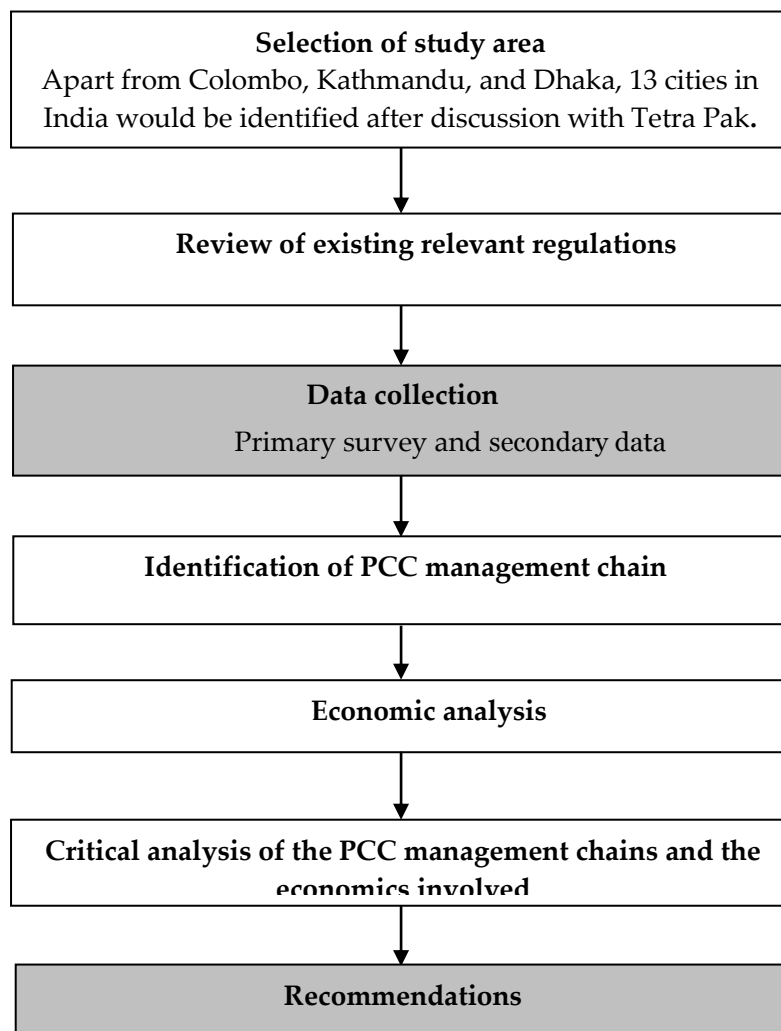 Selection of study area
Apart from Colombo, Kathmandu, and Dhaka, 13 cities in
India would be identified after discussion with Tetra Pak.
Review of existing relevant regulations
Data collection
Primary survey and secondary data
Identification of PCC management chain
Economic analysis
Critical analysis of the PCC management chains and the
economics involved
Recommendations